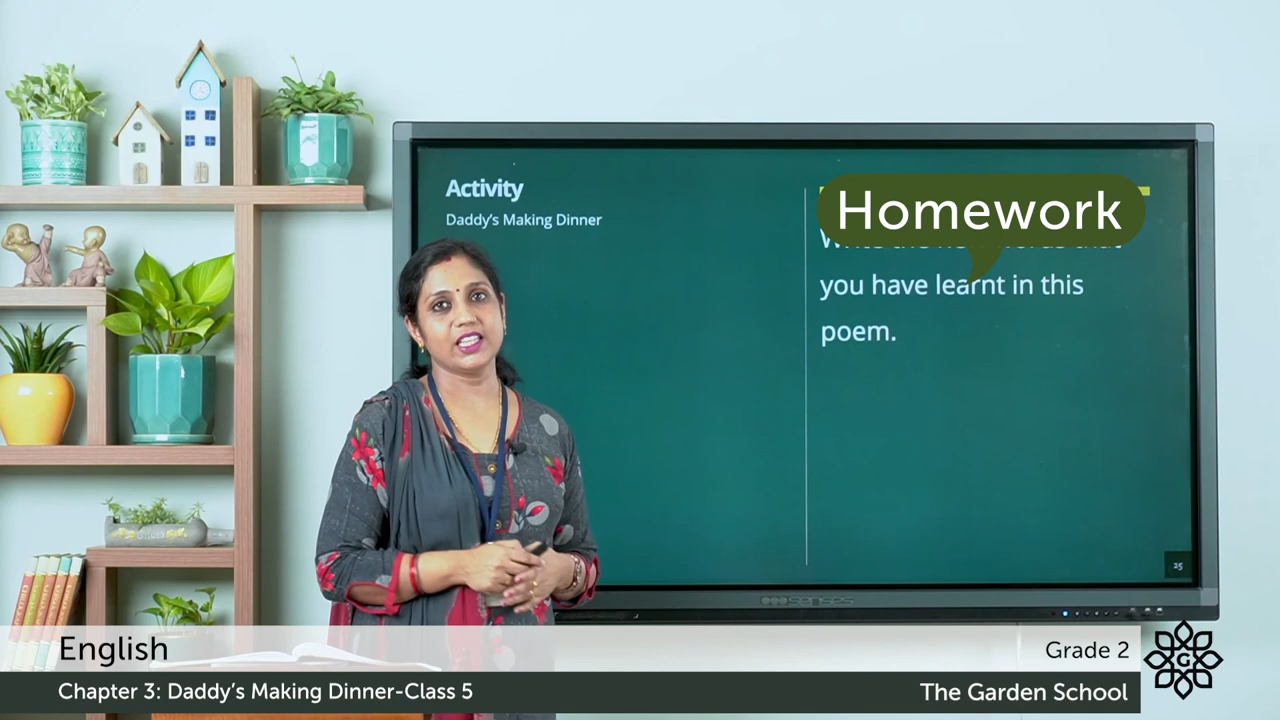 Activity
Daddy's Making Dinner
Homework
you have learnt in this
poem.
25
English
Grade 2
Chapter 3: Daddy's Making Dinner-Class 5
The Garden School
G